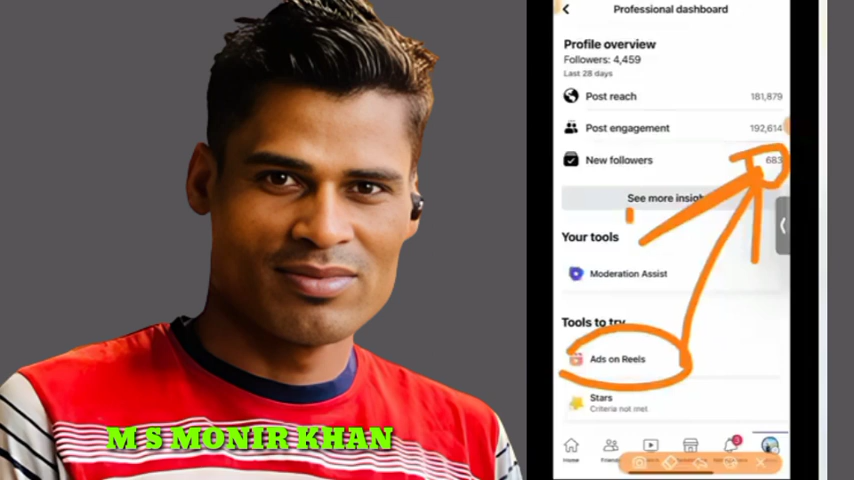 M S MONIR KHAN
Professional dashboard
Profile overview
Followers: 4,459
Last 28 days
Post reach 181,879
Post engagement 192,614
New followers 683
See more insigh
Your tools
Moderation Assist
Tools to try
Ads on Reels
Stars
Criteria not met
Home